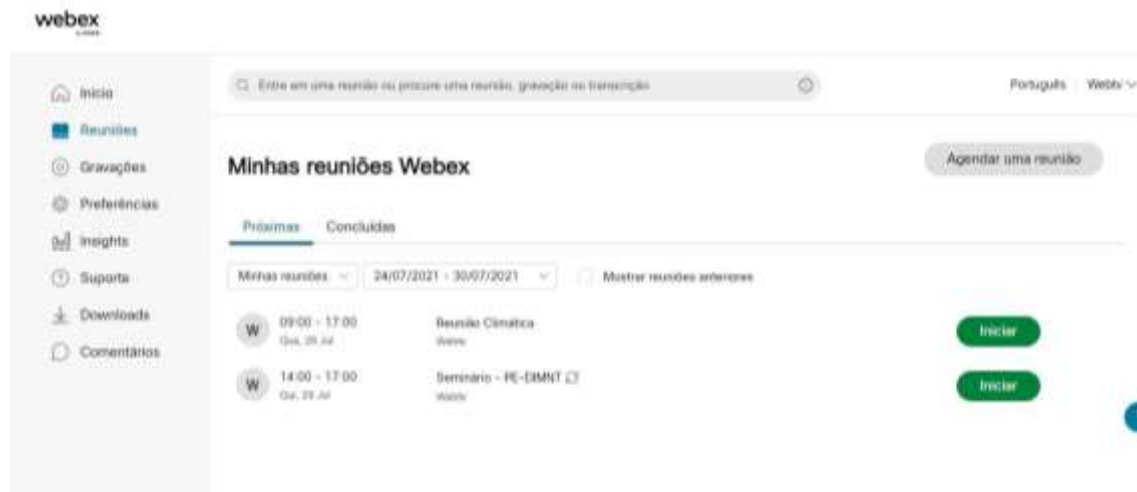 webex
Início
Reuniões
Gravações
Preferências
Insights
Suporte
Downloads
Comentários
Entre em uma reunião ou procure uma reunião, gravação ou transcrição
Português
Agendar uma reunião
Minhas reuniões Webex
Próximas Concluídas
Minhas reuniões 24/07/2021 - 30/07/2021 Mostrar reuniões anteriores
W 09:00 - 17:00 Reunião Climática Iniciar
W 14:00 - 17:00 Seminário - PE-DIMNT Iniciar